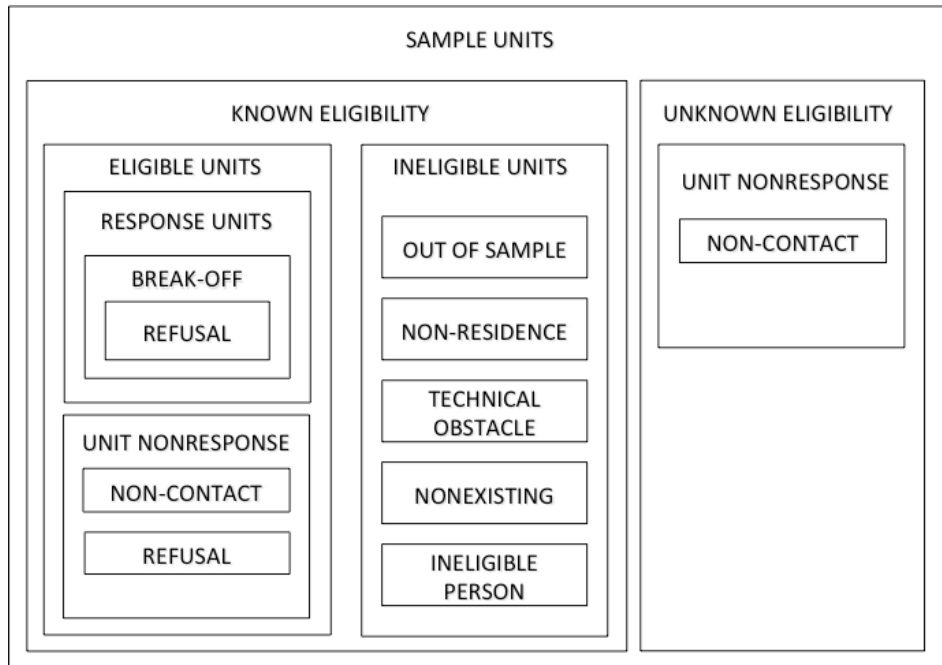 SAMPLE UNITS
KNOWN ELIGIBILITY
ELIGIBLE UNITS
RESPONSE UNITS
BREAK-OFF
REFUSAL
UNIT NONRESPONSE
NON-CONTACT
REFUSAL
INELIGIBLE UNITS
OUT OF SAMPLE
NON-RESIDENCE
TECHNICAL
OBSTACLE
NONEXISTING
INELIGIBLE
PERSON
UNKNOWN ELIGIBILITY
UNIT NONRESPONSE
NON-CONTACT